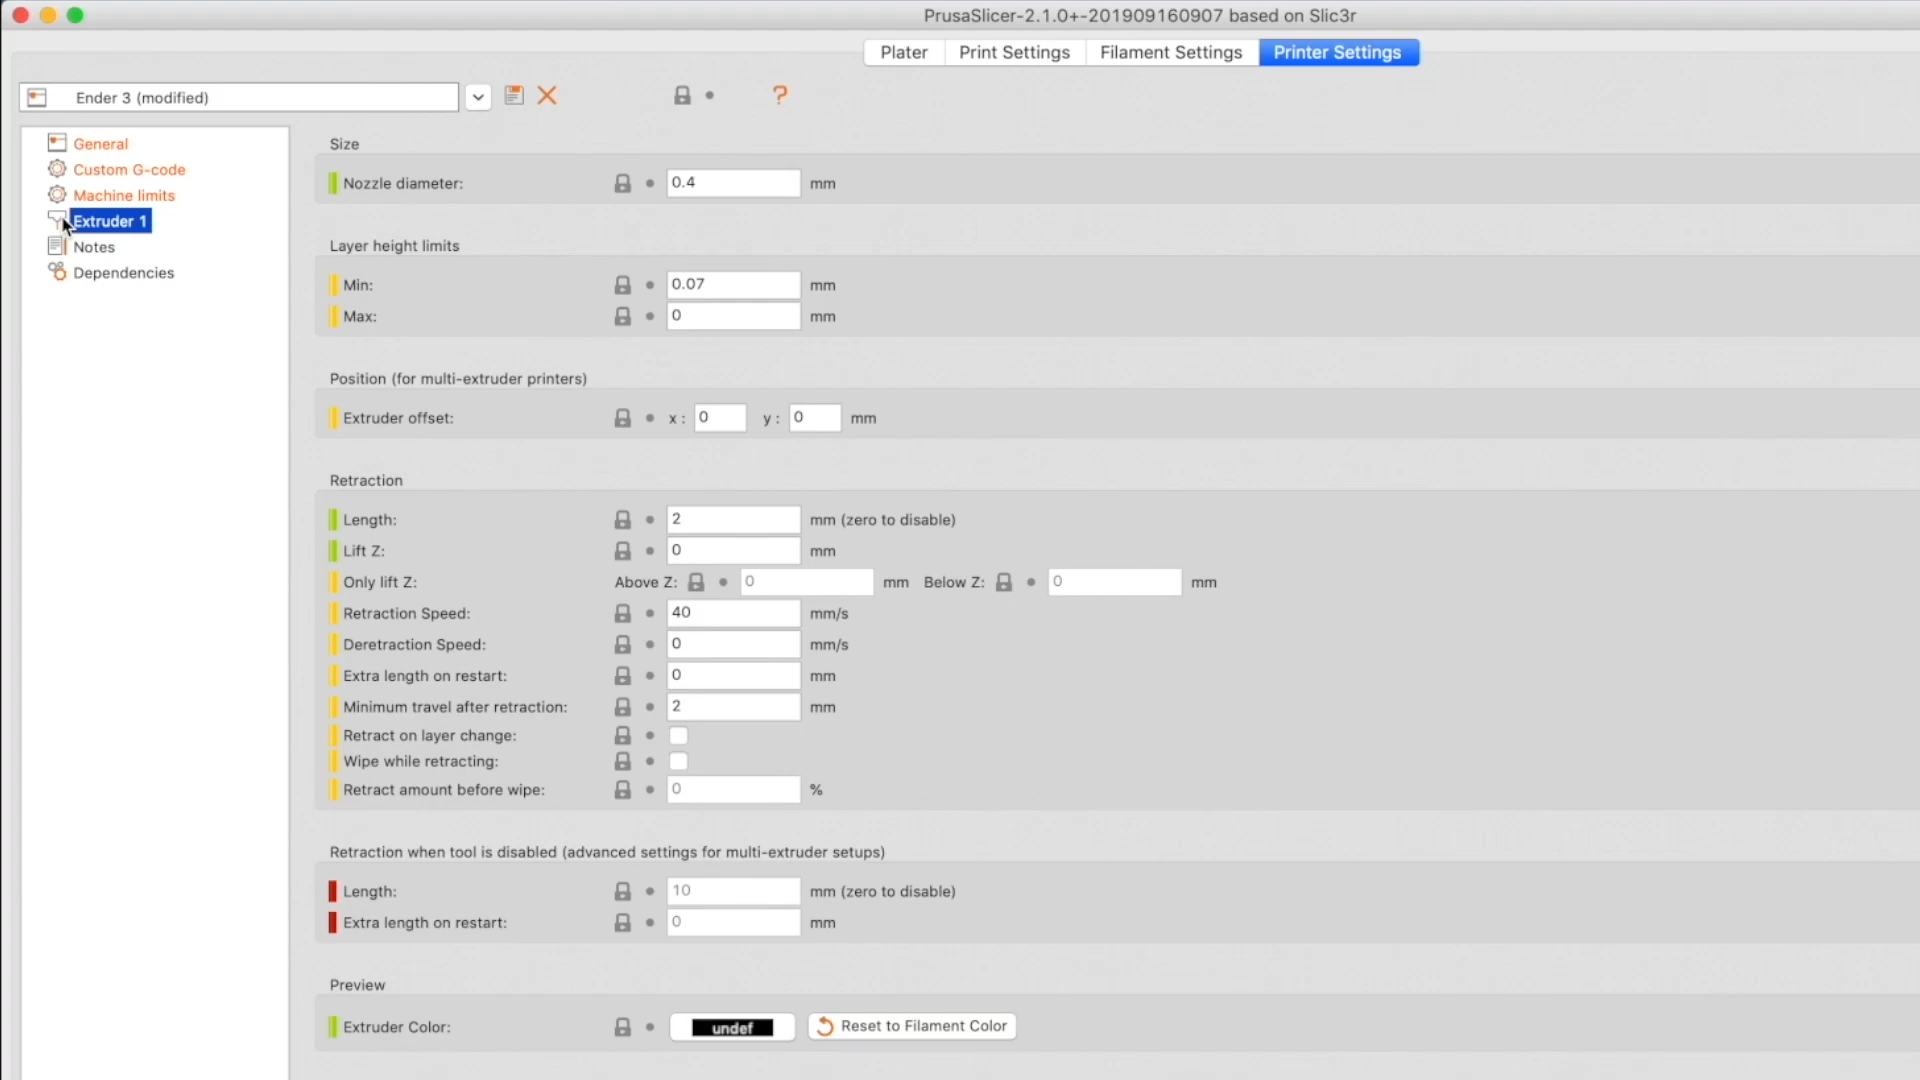 PrusaSlicer-2.1.0+-201909160907 based on Slic3r
Plater Print Settings Filament Settings Printer Settings
Ender 3 (modified) ?
General
Custom G-code
Machine limits
Extruder 1
Notes
Dependencies
Size
Nozzle diameter: 0.4 mm
Layer height limits
Min: 0.07 mm
Max: 0 mm
Position (for multi-extruder printers)
Extruder offset: x : 0 y : 0 mm
Retraction
Length: 2 mm (zero to disable)
Lift Z: 0 mm
Only lift Z: Above Z: 0 mm Below Z: 0 mm
Retraction Speed: 40 mm/s
Deretraction Speed: 0 mm/s
Extra length on restart: 0 mm
Minimum travel after retraction: 2 mm
Retract on layer change:
Wipe while retracting:
Retract amount before wipe: 0 %
Retraction when tool is disabled (advanced settings for multi-extruder setups)
Length: 10 mm (zero to disable)
Extra length on restart: 0 mm
Preview
Extruder Color: undef Reset to Filament Color